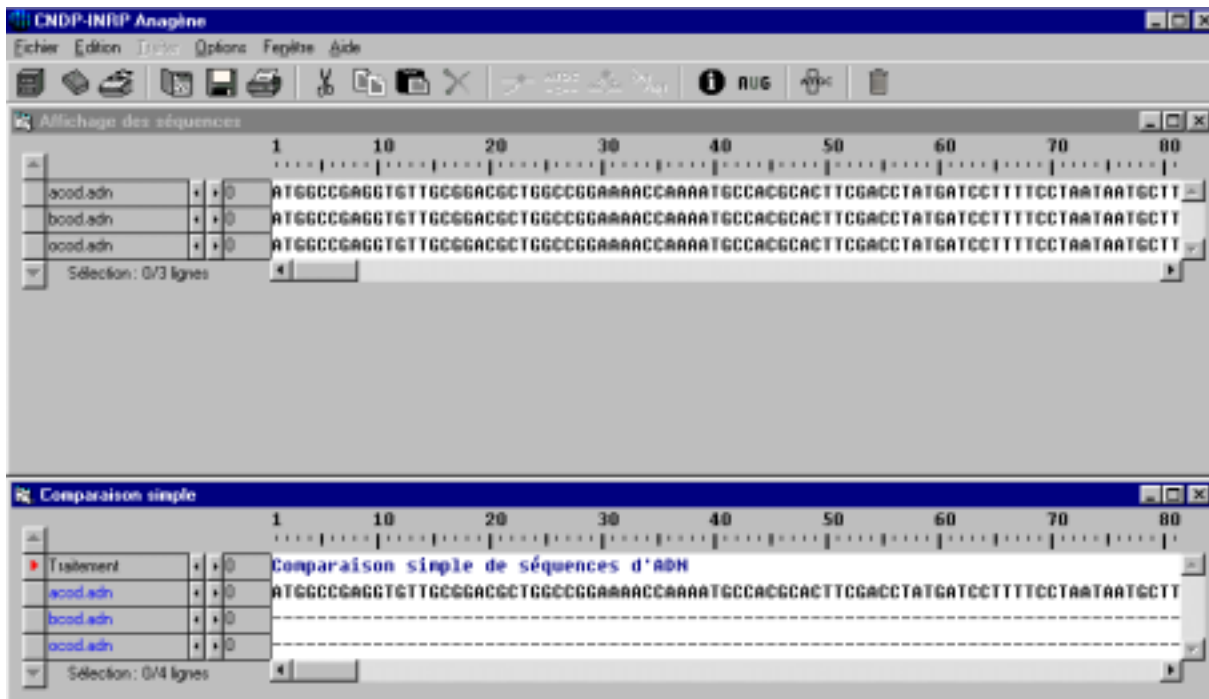 CNDP-INRP Anagène
Fichier Edition Options Fenêtre Aide
AUG
Affichage des séquences
1 10 20 30 40 50 60 70 80
acod.adn 0 ATGGCCGAGGTGTTGCGGACGCTGGCCGGAAAACCAAAATGCCACGCACTTCGACCTATGATCCTTTTCCTAATAATGCTT
bcod.adn 0 ATGGCCGAGGTGTTGCGGACGCTGGCCGGAAAACCAAAATGCCACGCACTTCGACCTATGATCCTTTTCCTAATAATGCTT
ocod.adn 0 ATGGCCGAGGTGTTGCGGACGCTGGCCGGAAAACCAAAATGCCACGCACTTCGACCTATGATCCTTTTCCTAATAATGCTT
Sélection : 0/3 lignes
Comparaison simple
1 10 20 30 40 50 60 70 80
Traitement 0 Comparaison simple de séquences d'ADN
acod.adn 0 ATGGCCGAGGTGTTGCGGACGCTGGCCGGAAAACCAAAATGCCACGCACTTCGACCTATGATCCTTTTCCTAATAATGCTT
bcod.adn 0 ---------------------------------------------------------------------------------
ocod.adn 0 ---------------------------------------------------------------------------------
Sélection : 0/4 lignes